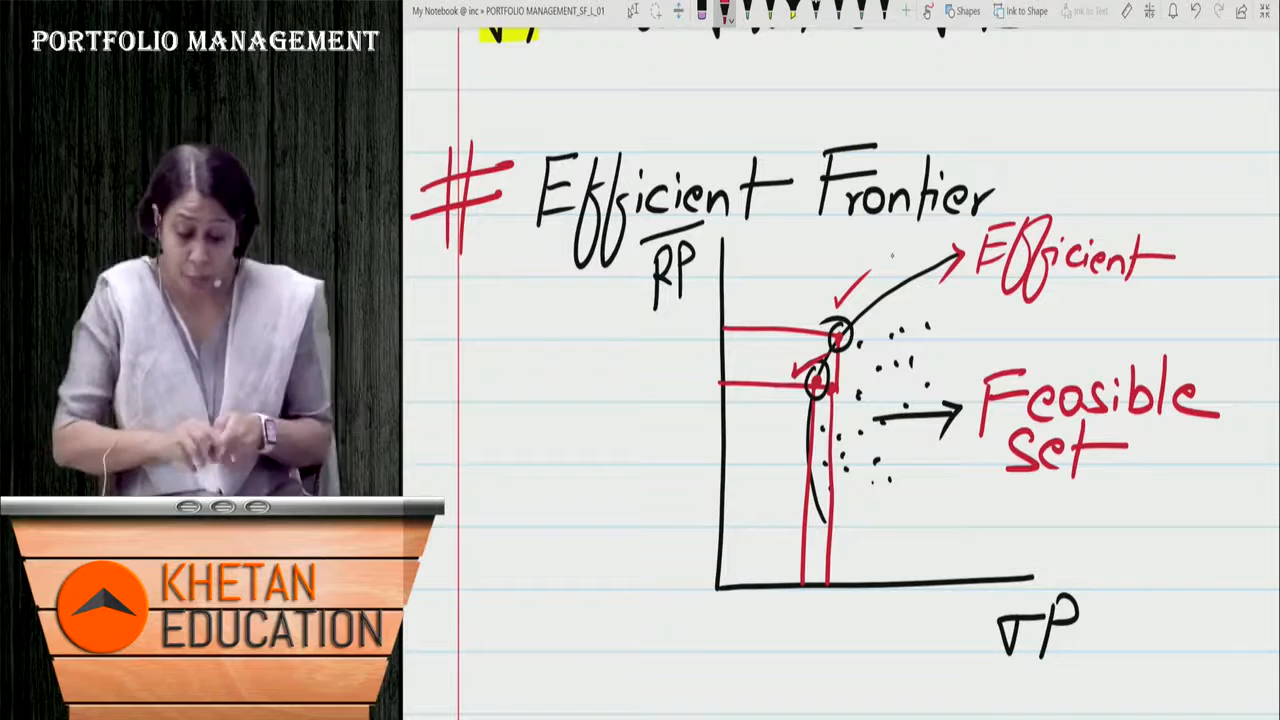 My Notebook @ inc » PORTFOLIO MANAGEMENT_SF_L_01
Shapes
Ink to Shape
Ink to Text
PORTFOLIO MANAGEMENT
# Efficient Frontier
RP
Efficient
Feasible
set
σP
KHETAN
EDUCATION